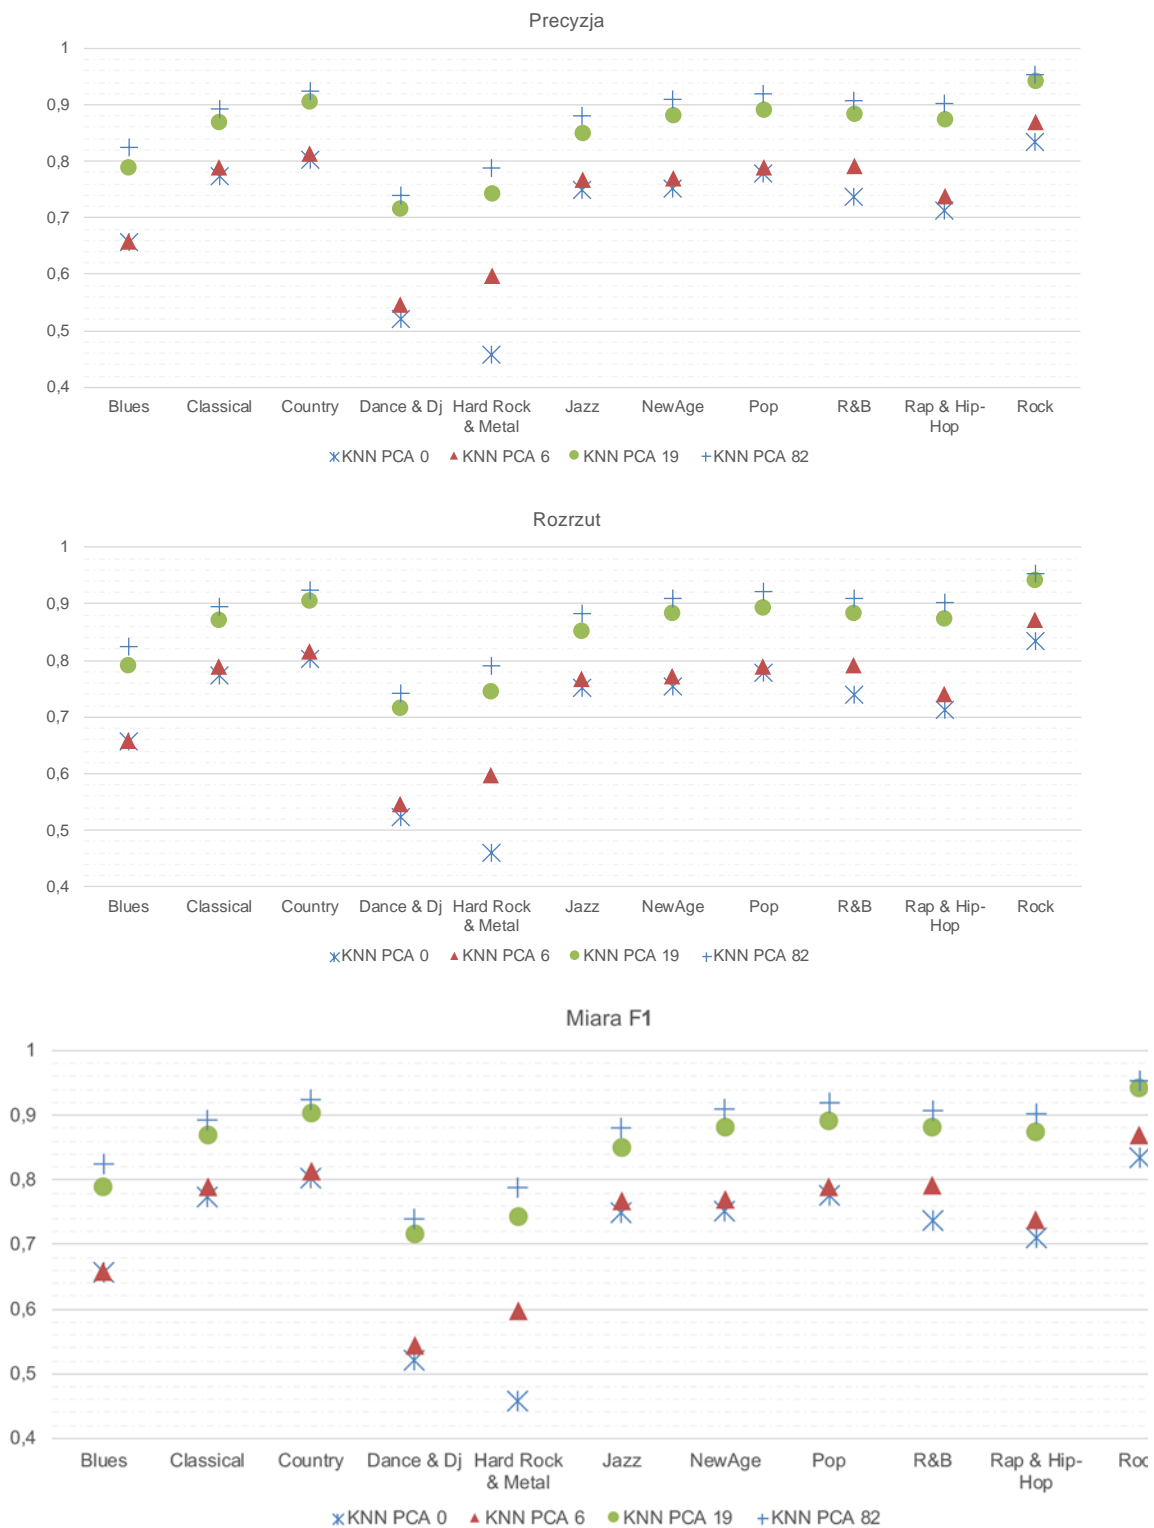 Precyzja
1
0,9
0,8
0,7
0,6
0,5
0,4
Blues Classical Country Dance & Dj Hard Rock Jazz NewAge Pop R&B Rap & Hip- Rock
& Metal Hop
KNN PCA 0 KNN PCA 6 KNN PCA 19 KNN PCA 82
Rozrzut
1
0,9
0,8
0,7
0,6
0,5
0,4
Blues Classical Country Dance & Dj Hard Rock Jazz NewAge Pop R&B Rap & Hip- Rock
& Metal Hop
KNN PCA 0 KNN PCA 6 KNN PCA 19 KNN PCA 82
Miara F1
1
0,9
0,8
0,7
0,6
0,5
0,4
Blues Classical Country Dance & Dj Hard Rock Jazz NewAge Pop R&B Rap & Hip- Roc
& Metal Hop
KNN PCA 0 KNN PCA 6 KNN PCA 19 KNN PCA 82